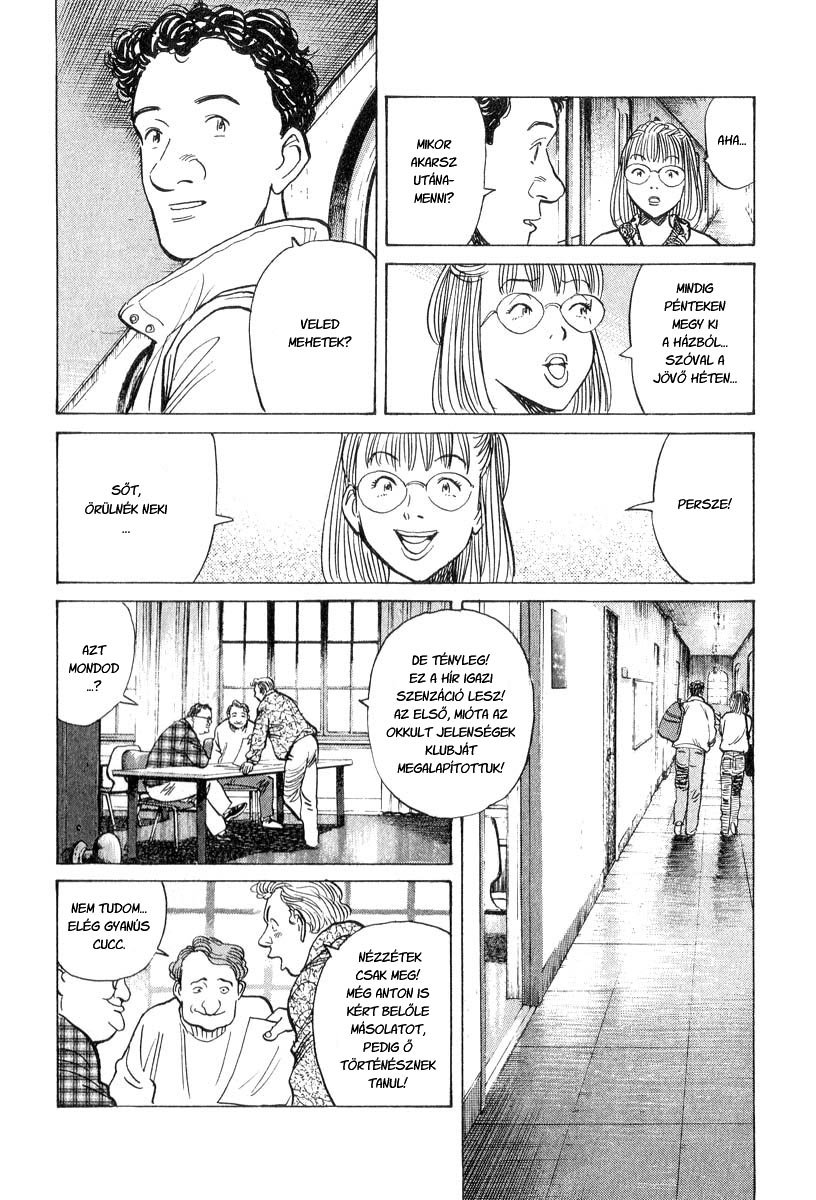 AHA...
MIKOR
AKARSZ
UTÁNA-
MENNI?
MINDIG
PÉNTEKEN
MEGY KI
A HÁZBÓL...
SZÓVAL A
JÖVŐ HÉTEN...
VELED
MEHETEK?
PERSZE!
SŐT,
ÖRÜLNÉK NEKI
...
DE TÉNYLEG!
EZ A HÍR IGAZI
SZENZÁCIÓ LESZ!
AZ ELSŐ, MIÓTA AZ
OKKULT JELENSÉGEK
KLUBJÁT
MEGALAPÍTOTTUK!
AZT
MONDOD
...?
NÉZZÉTEK
CSAK MEG!
MÉG ANTON IS
KÉRT BELŐLE
MÁSOLATOT,
PEDIG Ő
TÖRTÉNÉSZNEK
TANUL!
NEM TUDOM...
ELÉG GYANÚS
CUCC.